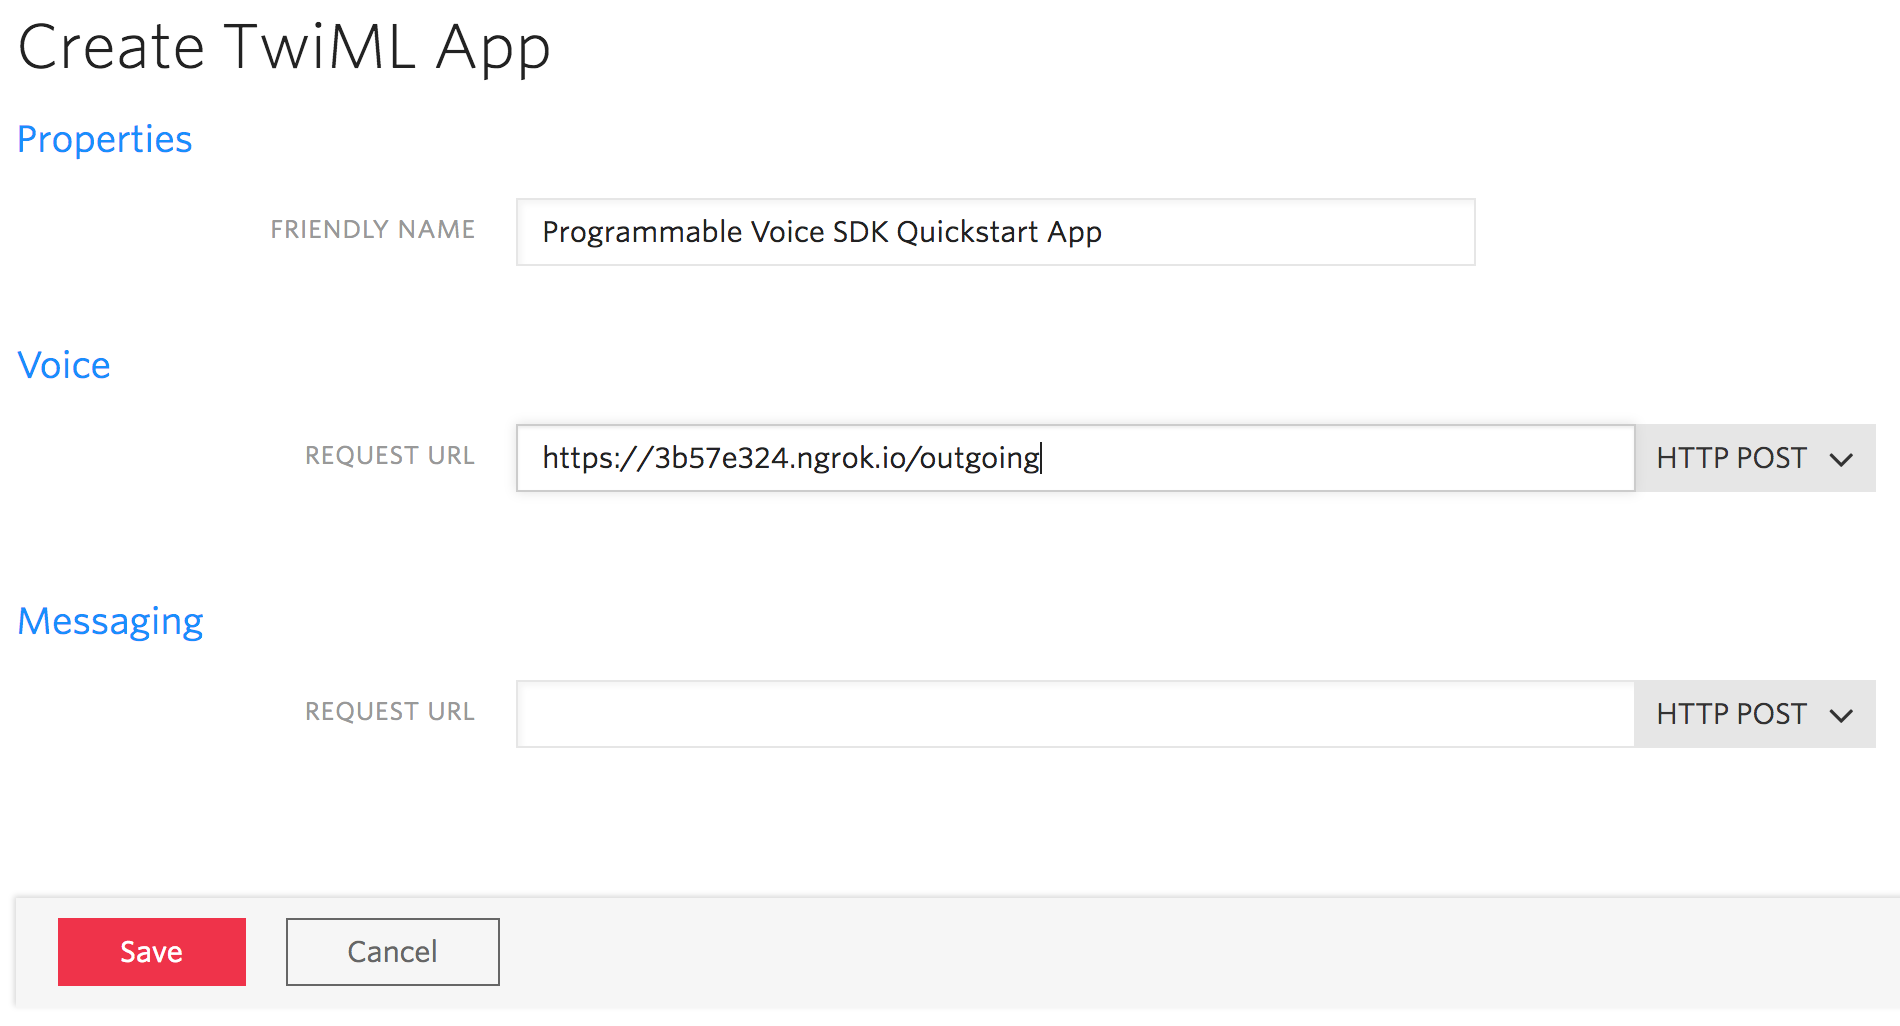 Create TwiML App
Properties
FRIENDLY NAME Programmable Voice SDK Quickstart App
Voice
REQUEST URL https://3b57e324.ngrok.io/outgoing HTTP POST
Messaging
REQUEST URL HTTP POST
Save Cancel